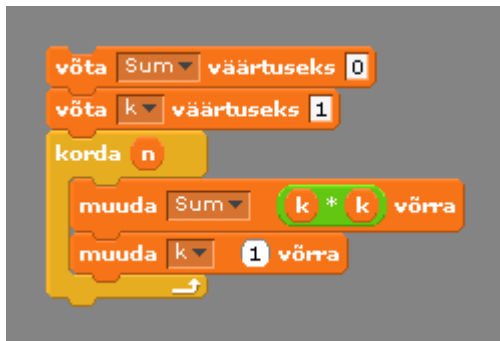 võta Sum väärtuseks 0
võta k väärtuseks 1
korda n
muuda Sum k * k võrra
muuda k 1 võrra